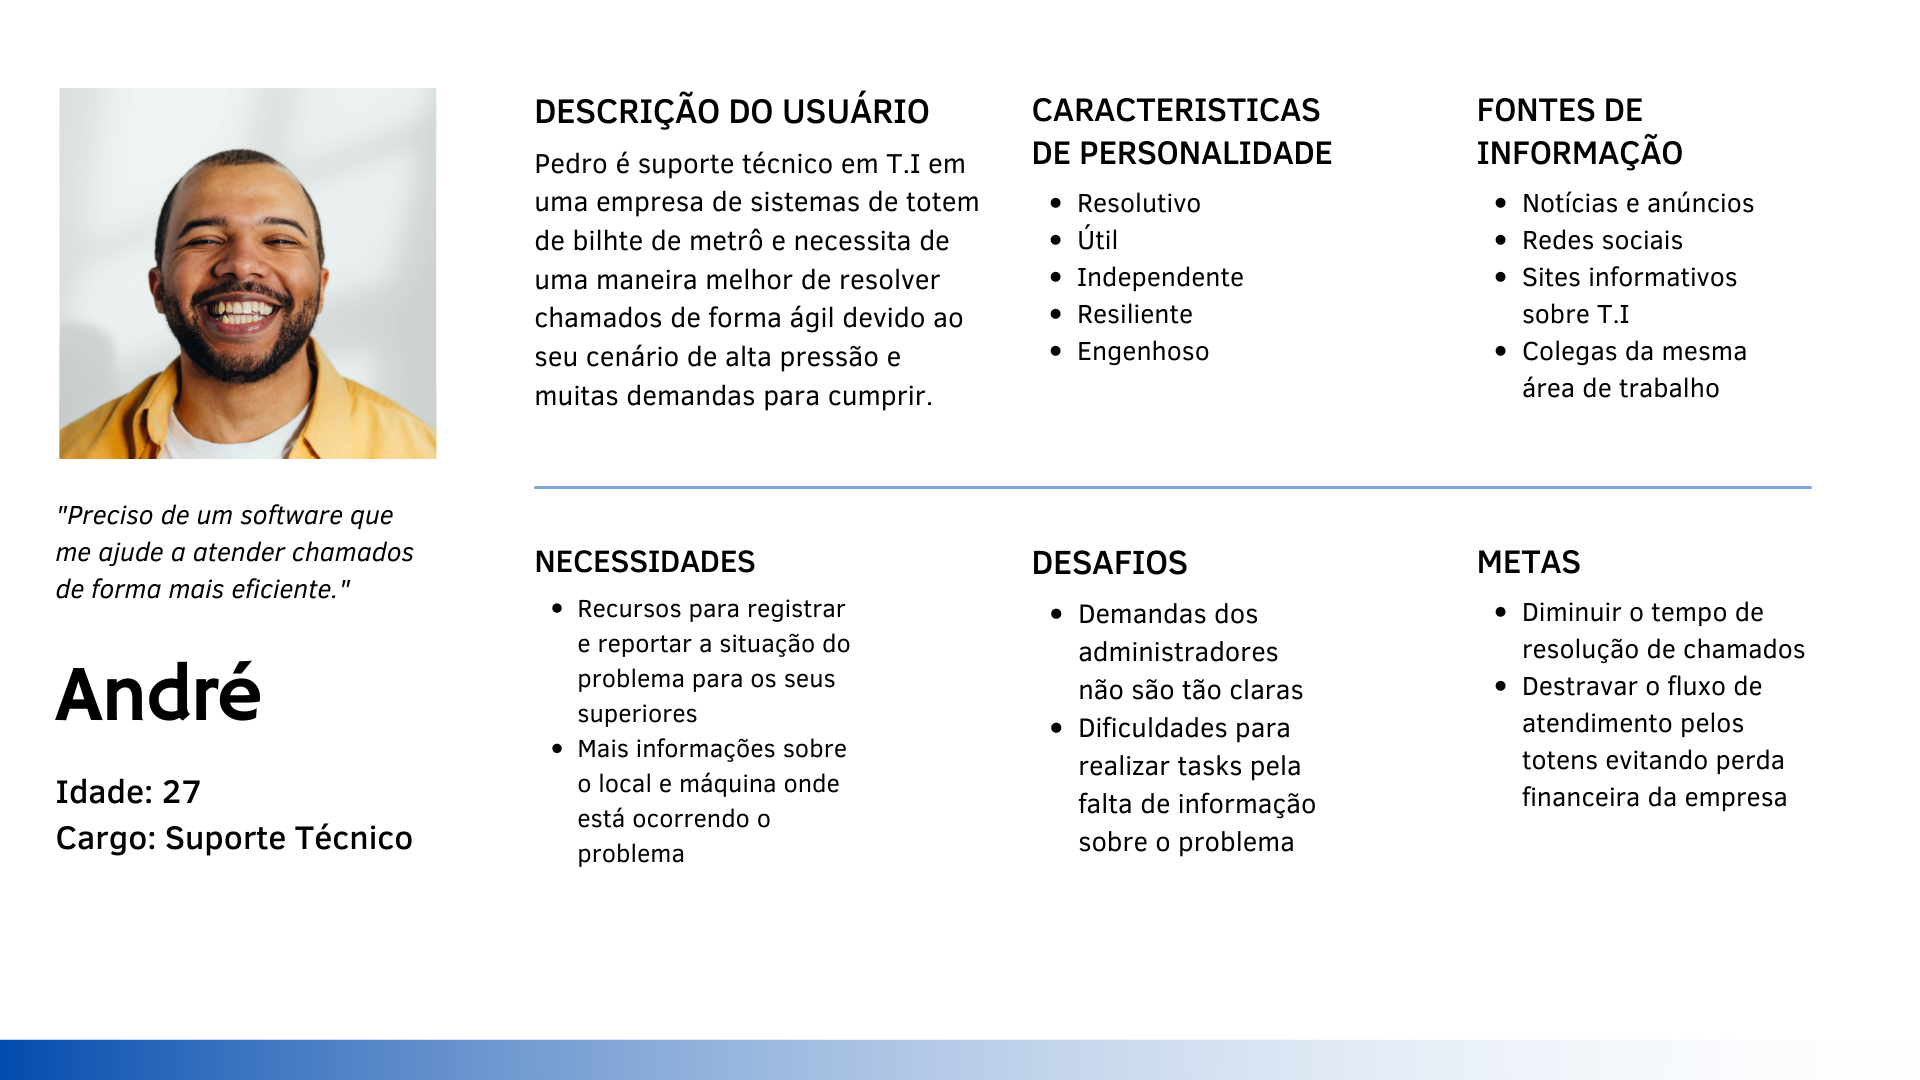 "Preciso de um software que
me ajude a atender chamados
de forma mais eficiente."
André
Idade: 27
Cargo: Suporte Técnico
DESCRIÇÃO DO USUÁRIO
Pedro é suporte técnico em T.I em
uma empresa de sistemas de totem
de bilhte de metrô e necessita de
uma maneira melhor de resolver
chamados de forma ágil devido ao
seu cenário de alta pressão e
muitas demandas para cumprir.
CARACTERISTICAS
DE PERSONALIDADE
• Resolutivo
• Útil
• Independente
• Resiliente
• Engenhoso
FONTES DE
INFORMAÇÃO
• Notícias e anúncios
• Redes sociais
• Sites informativos
sobre T.I
• Colegas da mesma
área de trabalho
NECESSIDADES
• Recursos para registrar
e reportar a situação do
problema para os seus
superiores
• Mais informações sobre
o local e máquina onde
está ocorrendo o
problema
DESAFIOS
• Demandas dos
administradores
não são tão claras
• Dificuldades para
realizar tasks pela
falta de informação
sobre o problema
METAS
• Diminuir o tempo de
resolução de chamados
• Destravar o fluxo de
atendimento pelos
totens evitando perda
financeira da empresa